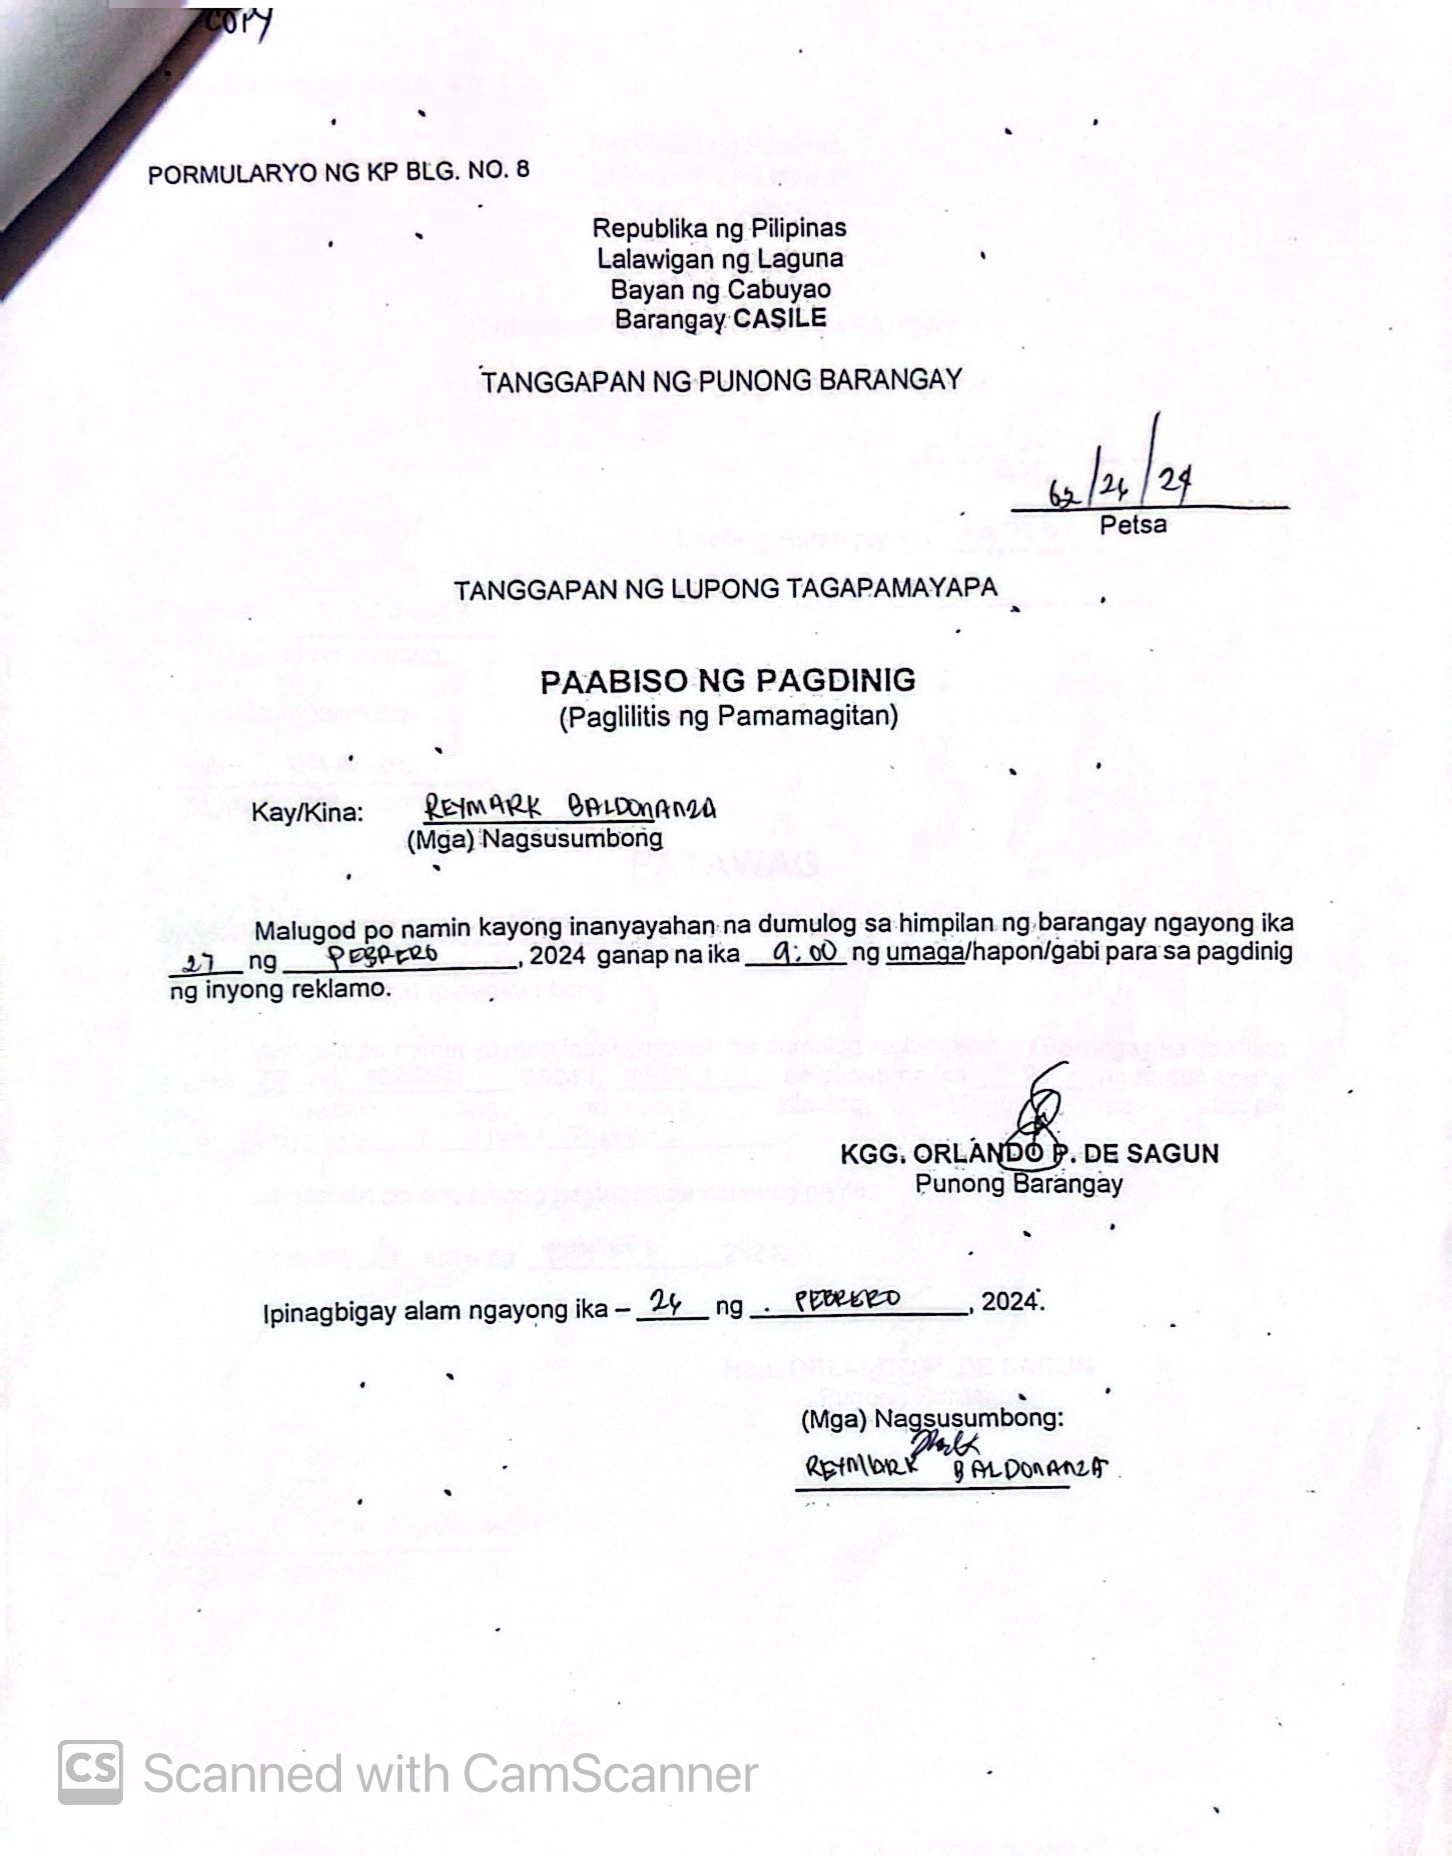 COPY
PORMULARYO NG KP BLG. NO. 8
Republika ng Pilipinas
Lalawigan ng Laguna
Bayan ng Cabuyao
Barangay CASILE
TANGGAPAN NG PUNONG BARANGAY
02/26/24
Petsa
TANGGAPAN NG LUPONG TAGAPAMAYAPA
PAABISO NG PAGDINIG
(Paglilitis ng Pamamagitan)
Kay/Kina: REYMARK BALDONANZA
(Mga) Nagsusumbong
Malugod po namin kayong inanyayahan na dumulog sa himpilan ng barangay ngayong ika
27 ng PEBRERO, 2024 ganap na ika 9:00 ng umaga/hapon/gabi para sa pagdinig
ng inyong reklamo.
KGG. ORLANDO P. DE SAGUN
Punong Barangay
Ipinagbigay alam ngayong ika – 26 ng PEBRERO, 2024.
(Mga) Nagsusumbong:
REYMARK BALDONANZA
PATAWAG
CS Scanned with CamScanner